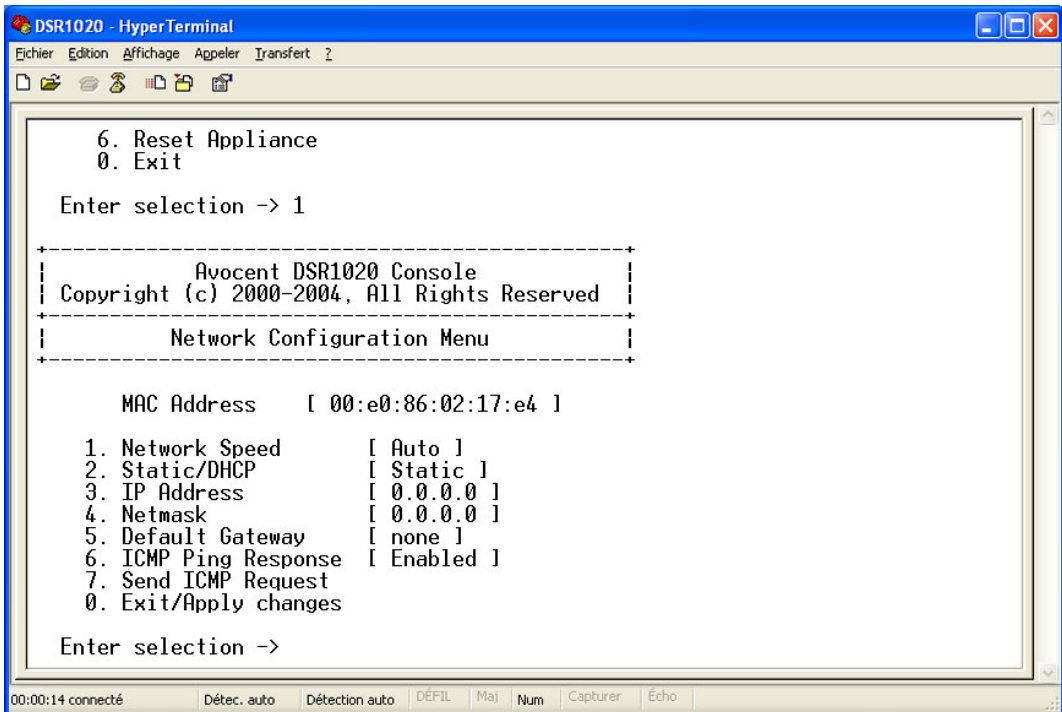 DSR1020 - HyperTerminal
Fichier Edition Affichage Appeler Transfert ?
6. Reset Appliance
0. Exit
Enter selection -> 1
+-----------------------------------------------+
| Avocent DSR1020 Console |
| Copyright (c) 2000-2004, All Rights Reserved |
+-----------------------------------------------+
| Network Configuration Menu |
+-----------------------------------------------+
MAC Address [ 00:e0:86:02:17:e4 ]
1. Network Speed [ Auto ]
2. Static/DHCP [ Static ]
3. IP Address [ 0.0.0.0 ]
4. Netmask [ 0.0.0.0 ]
5. Default Gateway [ none ]
6. ICMP Ping Response [ Enabled ]
7. Send ICMP Request
0. Exit/Apply changes
Enter selection ->
00:00:14 connecté Détec. auto Détection auto DÉFIL Maj Num Capturer Écho